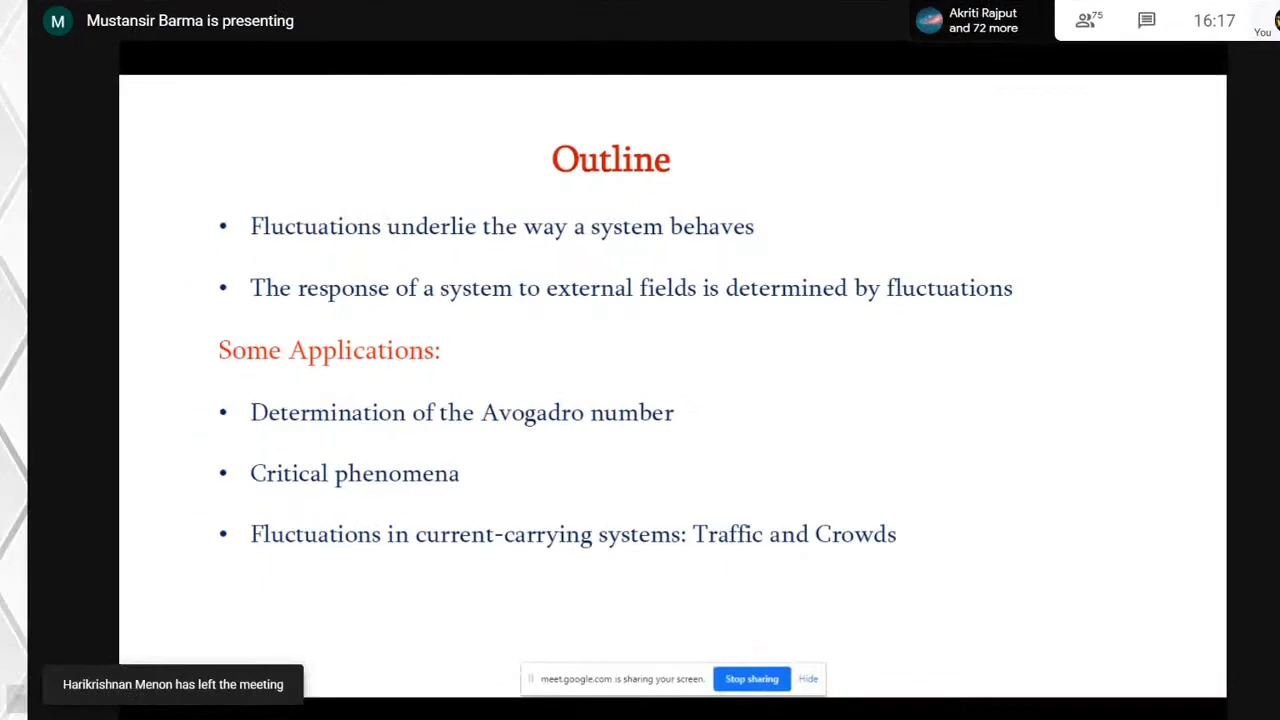 M Mustansir Barma is presenting
Akriti Rajput
and 72 more
75
16:17
You
Outline
• Fluctuations underlie the way a system behaves
• The response of a system to external fields is determined by fluctuations
Some Applications:
• Determination of the Avogadro number
• Critical phenomena
• Fluctuations in current-carrying systems: Traffic and Crowds
Harikrishnan Menon has left the meeting
meet.google.com is sharing your screen. Stop sharing Hide